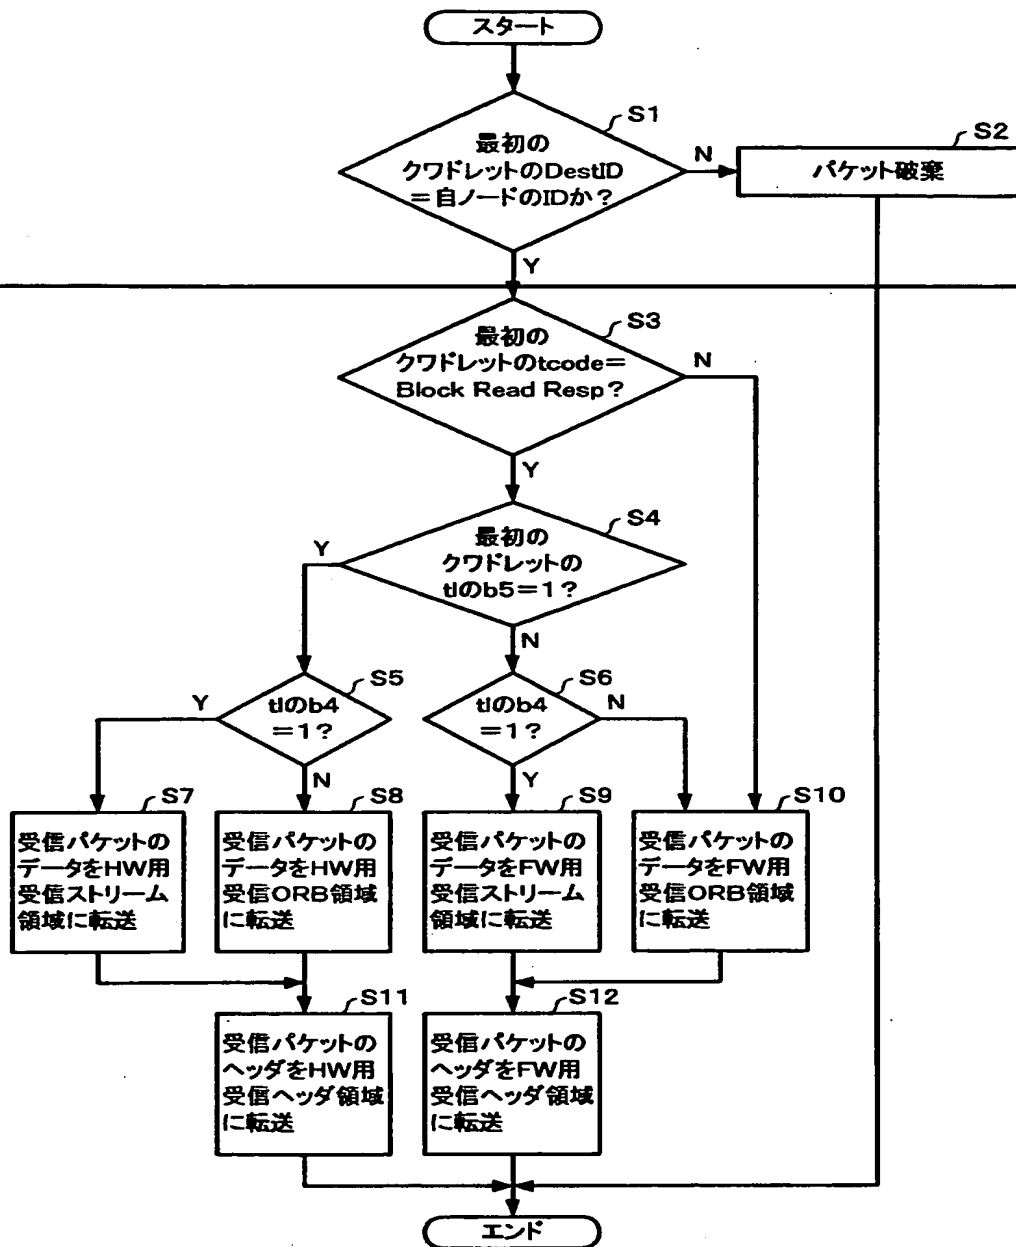 スタート
S1
最初の
クワドレットのDestID
=自ノードのIDか?
N
S2
パケット破棄
Y
S3
最初の
クワドレットのtcode=
Block Read Resp?
N
Y
S4
最初の
クワドレットの
tlのb5=1?
Y
N
S5
tlのb4
=1?
Y
N
S6
tlのb4
=1?
N
Y
S7
受信パケットの
データをHW用
受信ストリーム
領域に転送
S8
受信パケットの
データをHW用
受信ORB領域
に転送
S9
受信パケットの
データをFW用
受信ストリーム
領域に転送
S10
受信パケットの
データをFW用
受信ORB領域
に転送
S11
受信パケットの
ヘッダをHW用
受信ヘッダ領域
に転送
S12
受信パケットの
ヘッダをFW用
受信ヘッダ領域
に転送
エンド